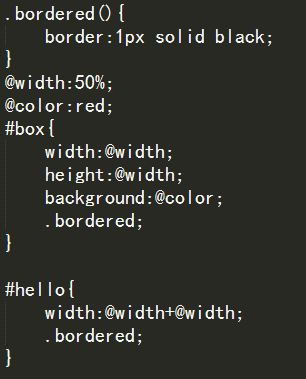 .bordered(){
    border:1px solid black;
}
@width:50%;
@color:red;
#box{
    width:@width;
    height:@width;
    background:@color;
    .bordered;
}

#hello{
    width:@width+@width;
    .bordered;
}